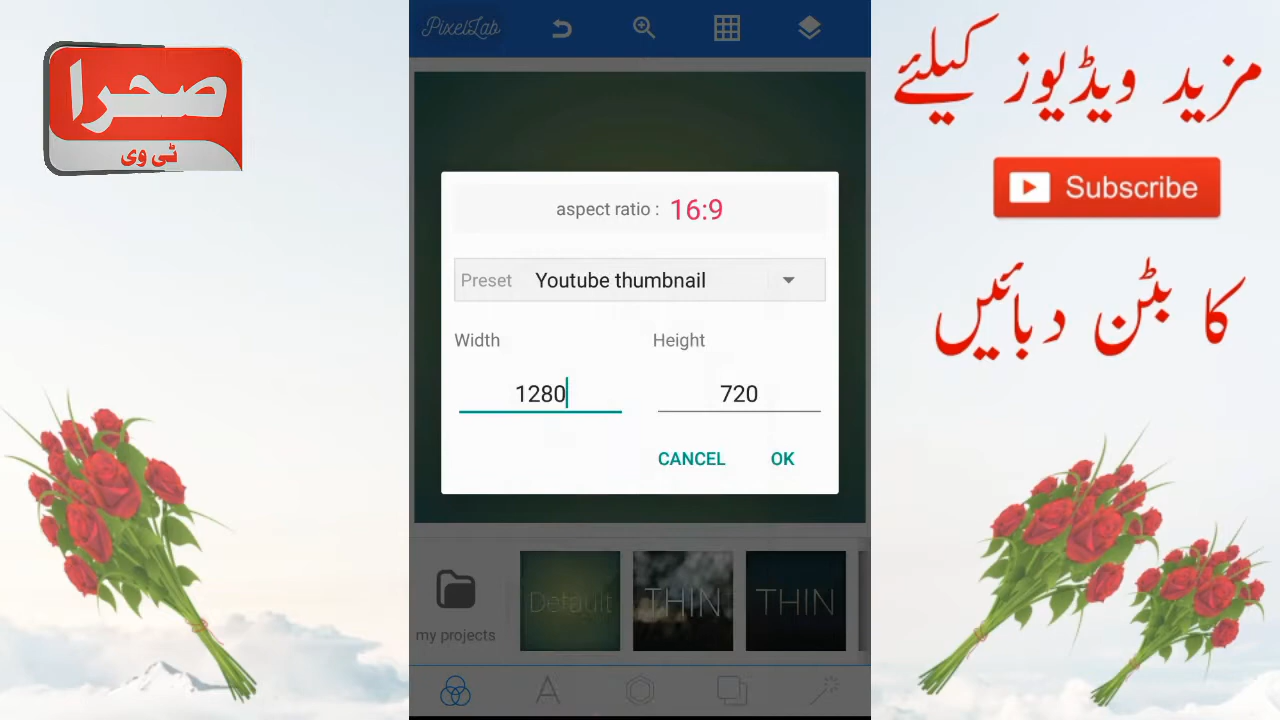 صحرا
ٹی وی
PixelLab
aspect ratio : 16:9
Preset Youtube thumbnail
Width Height
1280 720
CANCEL OK
Default
THIN
THIN
my projects
A
مزید ویڈیوز کیلئے
Subscribe
کا بٹن دبائیں